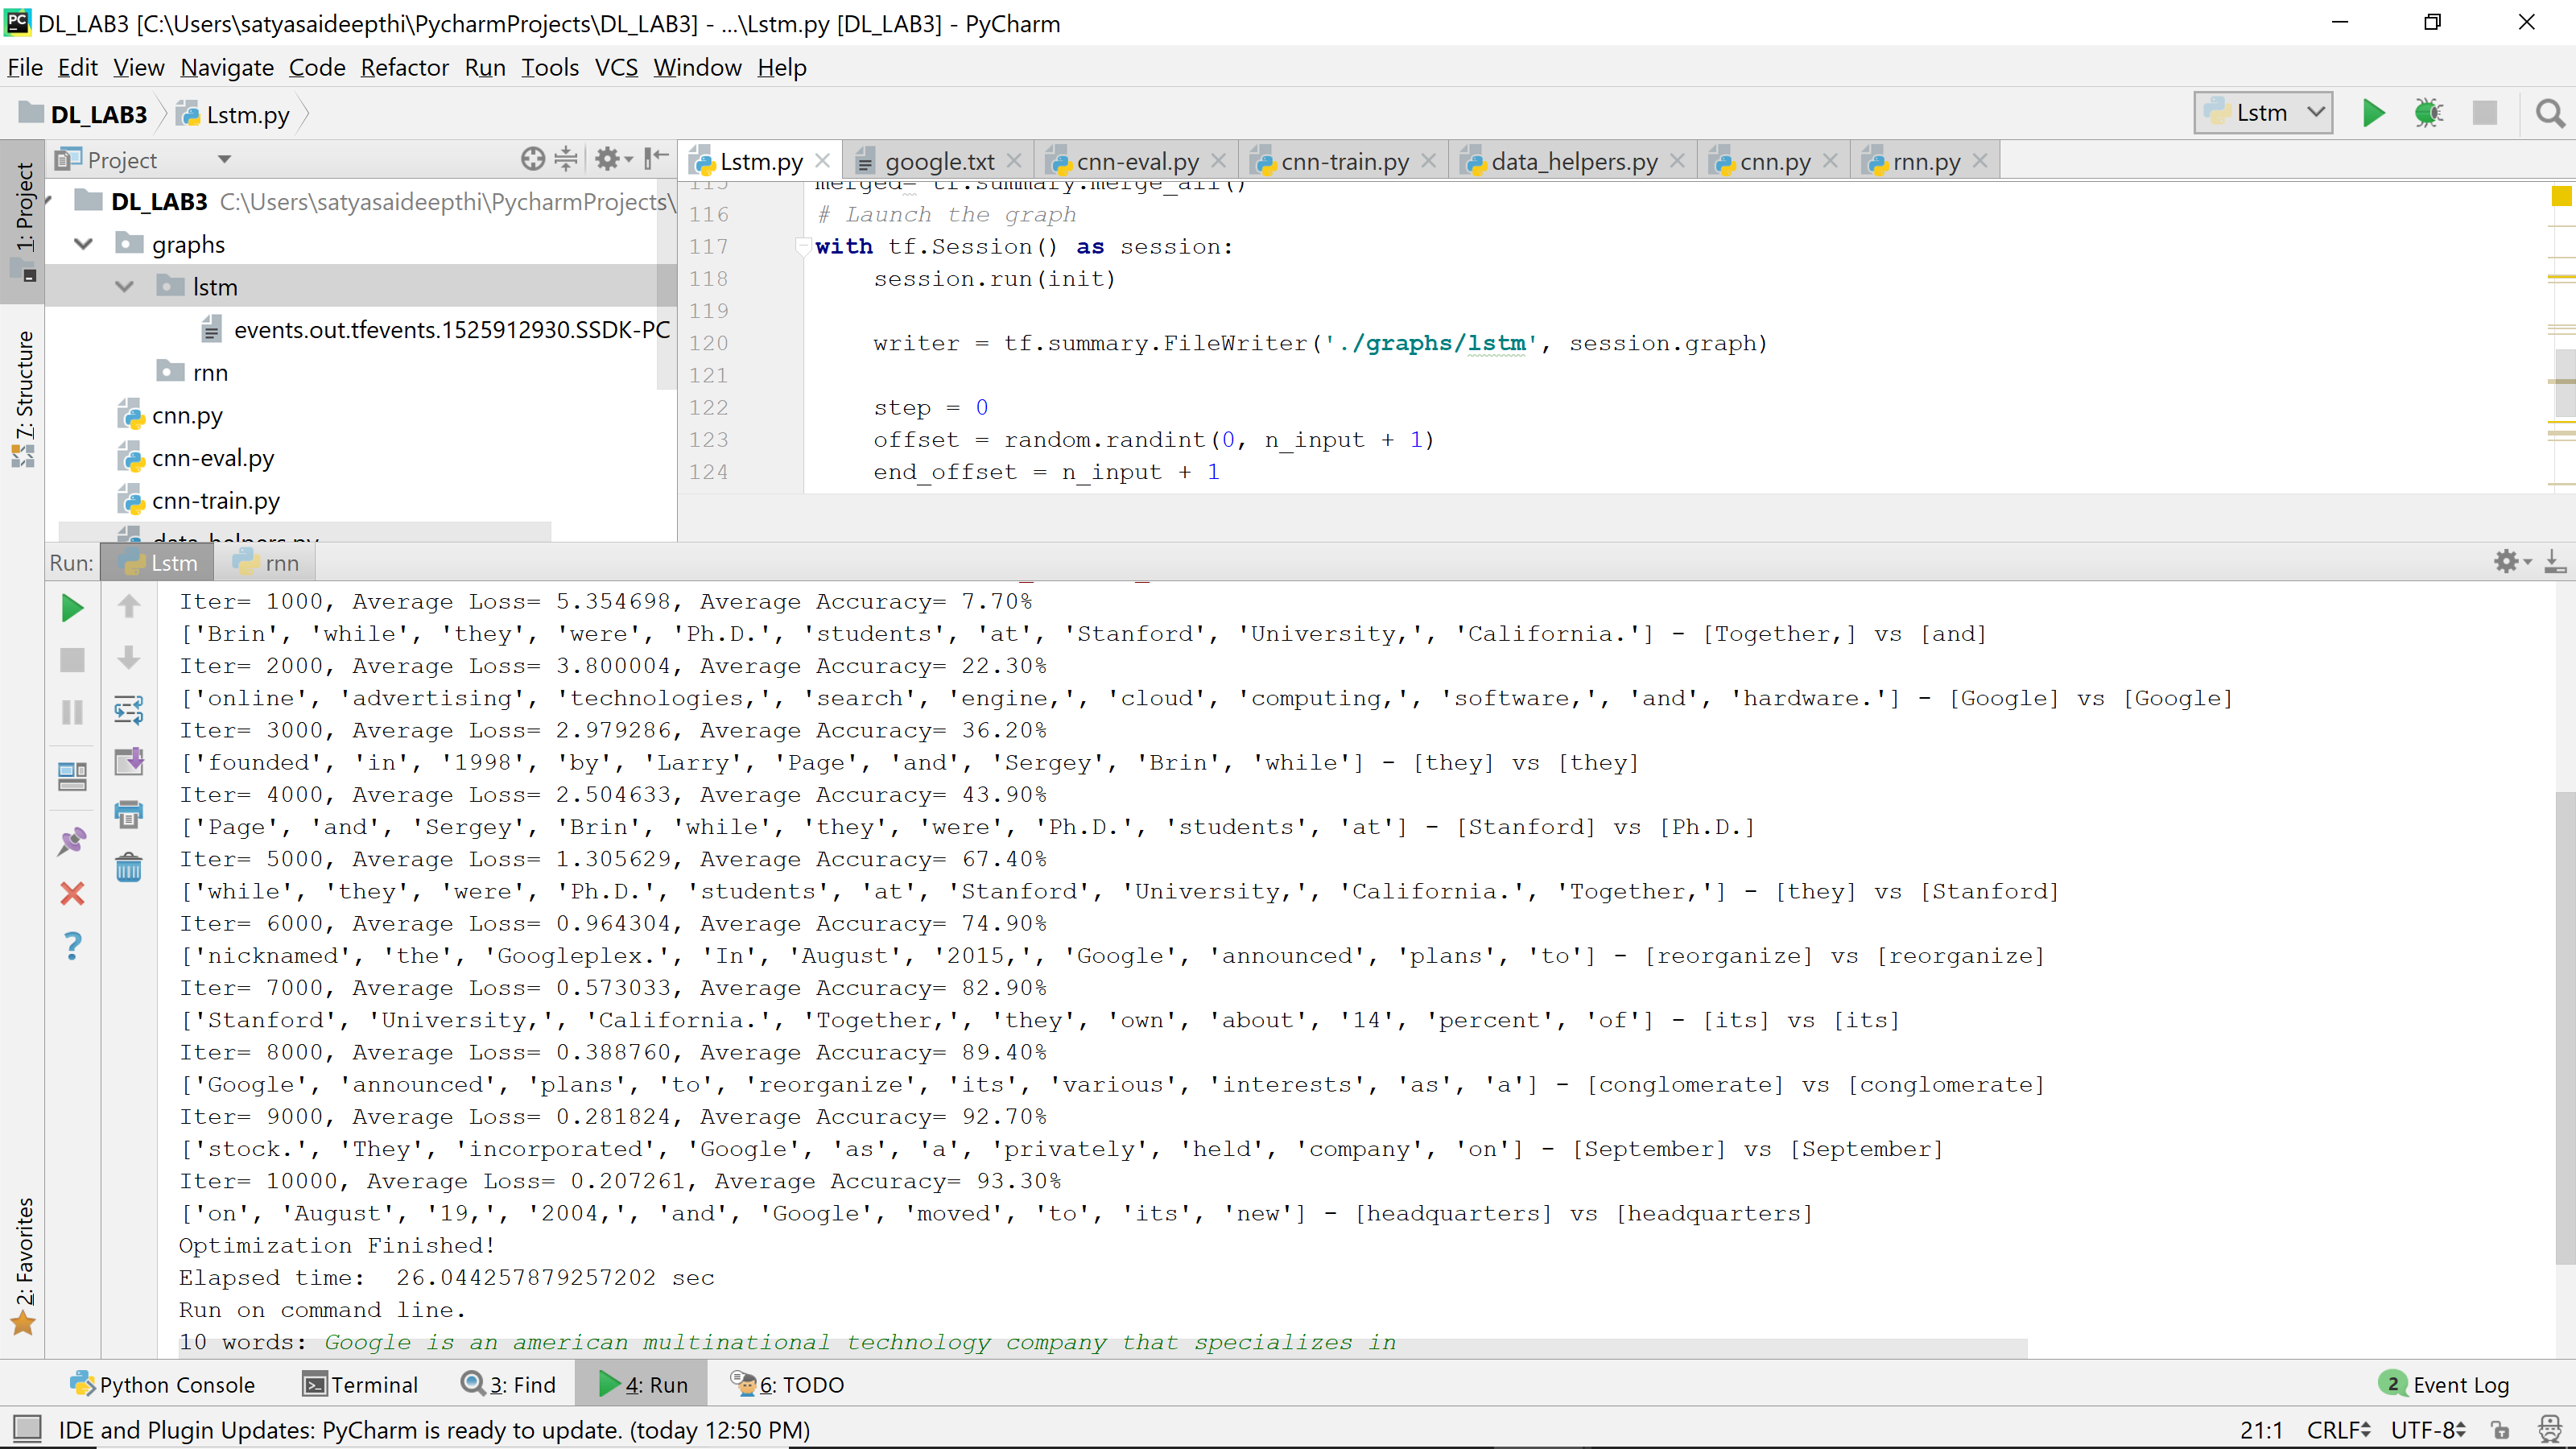 DL_LAB3 [C:\Users\satyasaideepthi\PycharmProjects\DL_LAB3] - ...\Lstm.py [DL_LAB3] - PyCharm
File Edit View Navigate Code Refactor Run Tools VCS Window Help
DL_LAB3 Lstm.py Lstm
Project
Lstm.py google.txt cnn-eval.py cnn-train.py data_helpers.py cnn.py rnn.py
1: Project
7: Structure
2: Favorites
DL_LAB3 C:\Users\satyasaideepthi\PycharmProjects\
graphs
lstm
events.out.tfevents.1525912930.SSDK-PC
rnn
cnn.py
cnn-eval.py
cnn-train.py
data_helpers.py
115 merged= tf.summary.merge_all()
116 # Launch the graph
117 with tf.Session() as session:
118 session.run(init)
119
120 writer = tf.summary.FileWriter('./graphs/lstm', session.graph)
121
122 step = 0
123 offset = random.randint(0, n_input + 1)
124 end_offset = n_input + 1
Run: Lstm rnn
Iter= 1000, Average Loss= 5.354698, Average Accuracy= 7.70%
['Brin', 'while', 'they', 'were', 'Ph.D.', 'students', 'at', 'Stanford', 'University,', 'California.'] - [Together,] vs [and]
Iter= 2000, Average Loss= 3.800004, Average Accuracy= 22.30%
['online', 'advertising', 'technologies,', 'search', 'engine,', 'cloud', 'computing,', 'software,', 'and', 'hardware.'] - [Google] vs [Google]
Iter= 3000, Average Loss= 2.979286, Average Accuracy= 36.20%
['founded', 'in', '1998', 'by', 'Larry', 'Page', 'and', 'Sergey', 'Brin', 'while'] - [they] vs [they]
Iter= 4000, Average Loss= 2.504633, Average Accuracy= 43.90%
['Page', 'and', 'Sergey', 'Brin', 'while', 'they', 'were', 'Ph.D.', 'students', 'at'] - [Stanford] vs [Ph.D.]
Iter= 5000, Average Loss= 1.305629, Average Accuracy= 67.40%
['while', 'they', 'were', 'Ph.D.', 'students', 'at', 'Stanford', 'University,', 'California.', 'Together,'] - [they] vs [Stanford]
Iter= 6000, Average Loss= 0.964304, Average Accuracy= 74.90%
['nicknamed', 'the', 'Googleplex.', 'In', 'August', '2015,', 'Google', 'announced', 'plans', 'to'] - [reorganize] vs [reorganize]
Iter= 7000, Average Loss= 0.573033, Average Accuracy= 82.90%
['Stanford', 'University,', 'California.', 'Together,', 'they', 'own', 'about', '14', 'percent', 'of'] - [its] vs [its]
Iter= 8000, Average Loss= 0.388760, Average Accuracy= 89.40%
['Google', 'announced', 'plans', 'to', 'reorganize', 'its', 'various', 'interests', 'as', 'a'] - [conglomerate] vs [conglomerate]
Iter= 9000, Average Loss= 0.281824, Average Accuracy= 92.70%
['stock.', 'They', 'incorporated', 'Google', 'as', 'a', 'privately', 'held', 'company', 'on'] - [September] vs [September]
Iter= 10000, Average Loss= 0.207261, Average Accuracy= 93.30%
['on', 'August', '19,', '2004,', 'and', 'Google', 'moved', 'to', 'its', 'new'] - [headquarters] vs [headquarters]
Optimization Finished!
Elapsed time:  26.044257879257202 sec
Run on command line.
10 words: Google is an american multinational technology company that specializes in
Python Console Terminal 3: Find 4: Run 6: TODO 2 Event Log
IDE and Plugin Updates: PyCharm is ready to update. (today 12:50 PM) 21:1 CRLF UTF-8